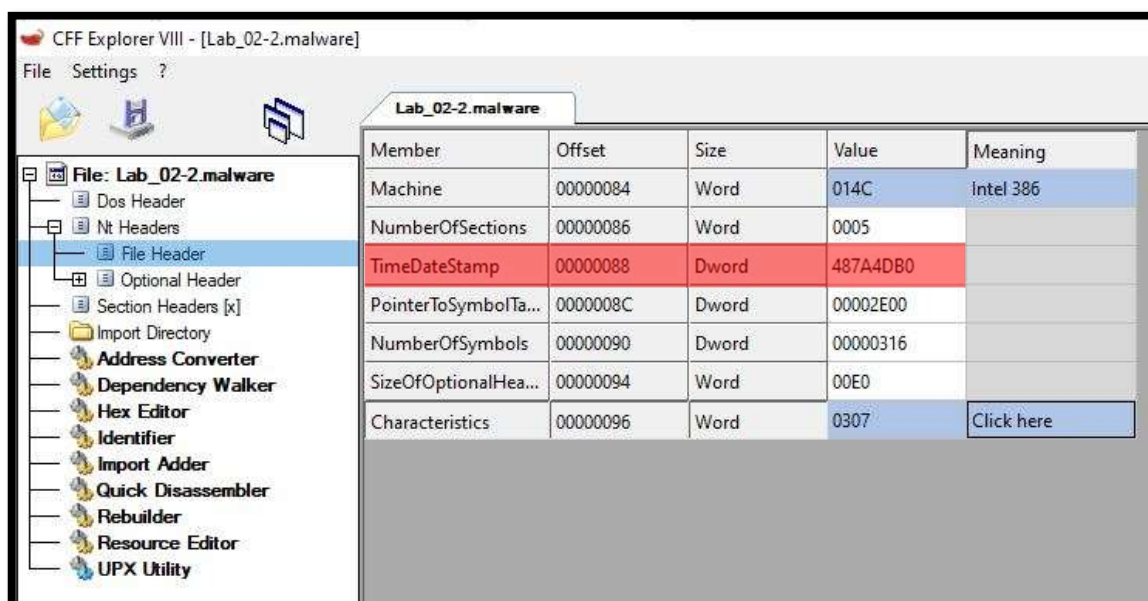 CFF Explorer VIII - [Lab_02-2.malware]
File Settings ?
Lab_02-2.malware
File: Lab_02-2.malware
Dos Header
Nt Headers
File Header
Optional Header
Section Headers [x]
Import Directory
Address Converter
Dependency Walker
Hex Editor
Identifier
Import Adder
Quick Disassembler
Rebuilder
Resource Editor
UPX Utility
Member Offset Size Value Meaning
Machine 00000084 Word 014C Intel 386
NumberOfSections 00000086 Word 0005
TimeDateStamp 00000088 Dword 487A4DB0
PointerToSymbolTa... 0000008C Dword 00002E00
NumberOfSymbols 00000090 Dword 00000316
SizeOfOptionalHea... 00000094 Word 00E0
Characteristics 00000096 Word 0307 Click here